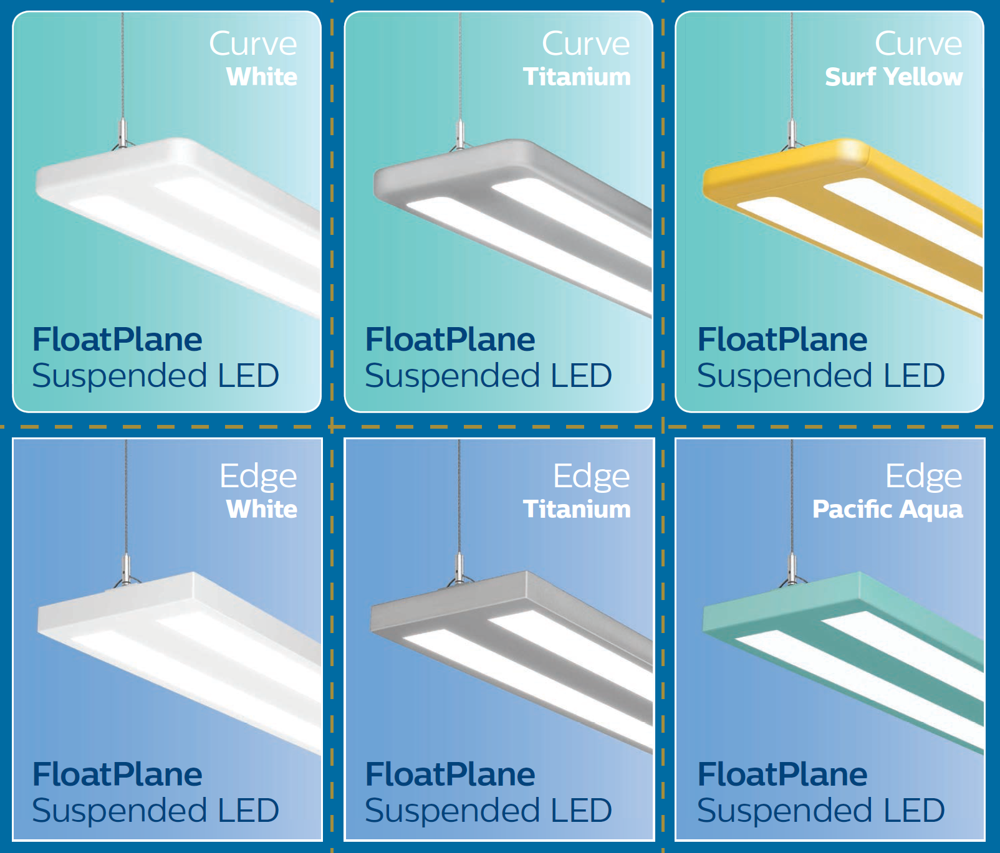 Curve
White
FloatPlane
Suspended LED
Curve
Titanium
FloatPlane
Suspended LED
Curve
Surf Yellow
FloatPlane
Suspended LED
Edge
White
FloatPlane
Suspended LED
Edge
Titanium
FloatPlane
Suspended LED
Edge
Pacific Aqua
FloatPlane
Suspended LED